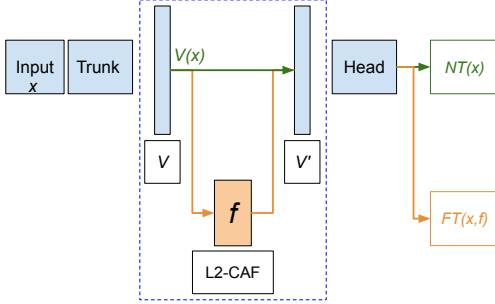 Input
x
Trunk
V(x)
Head
NT(x)
V
V'
f
FT(x,f)
L2-CAF